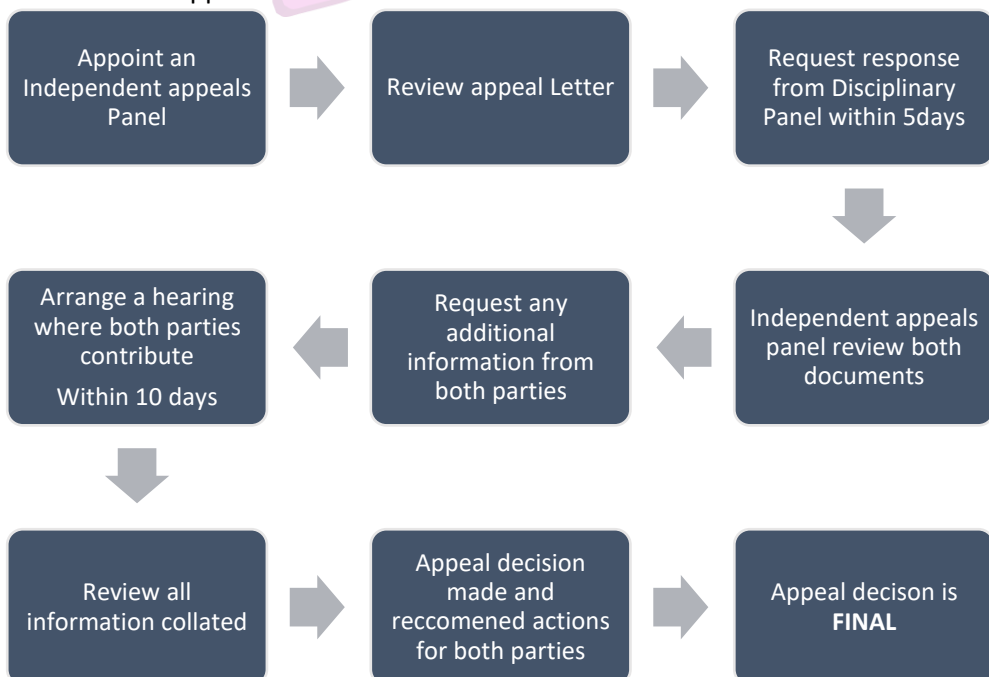 Appoint an
Independent appeals
Panel
Review appeal Letter
Request response
from Disciplinary
Panel within 5days
Independent appeals
panel review both
documents
Request any
additional
information from
both parties
Arrange a hearing
where both parties
contribute
Within 10 days
Review all
information collated
Appeal decision
made and
reccomened actions
for both parties
Appeal decison is
FINAL